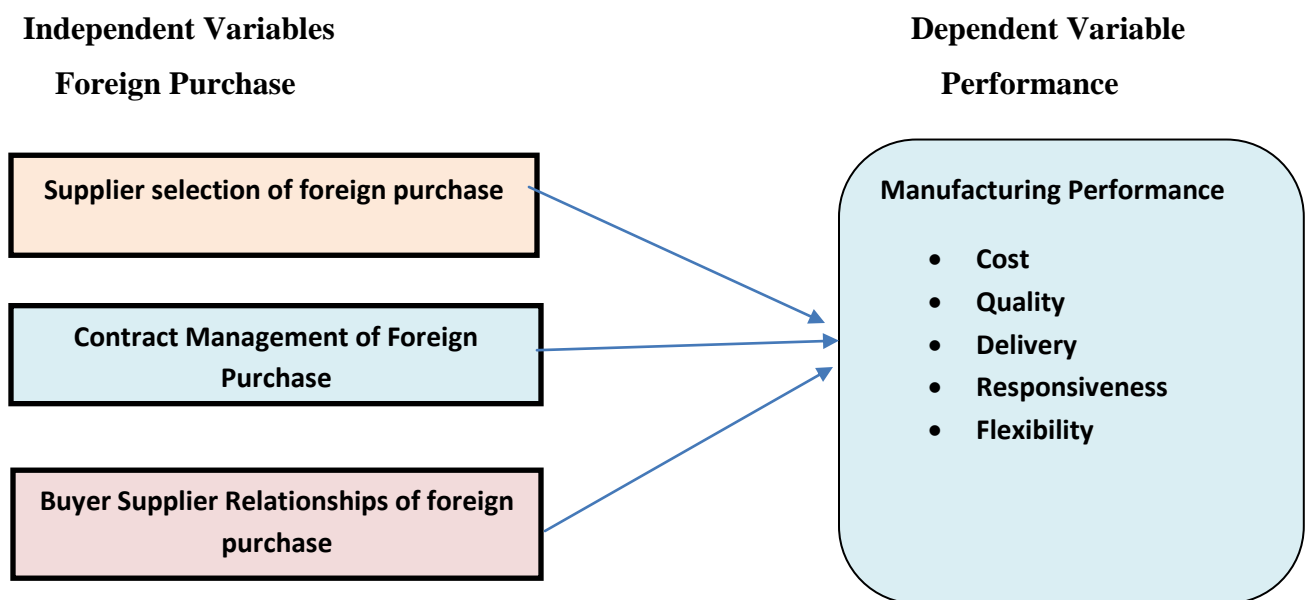 Independent Variables
Foreign Purchase
Dependent Variable
Performance
Supplier selection of foreign purchase
Contract Management of Foreign
Purchase
Buyer Supplier Relationships of foreign
purchase
Manufacturing Performance
• Cost
• Quality
• Delivery
• Responsiveness
• Flexibility